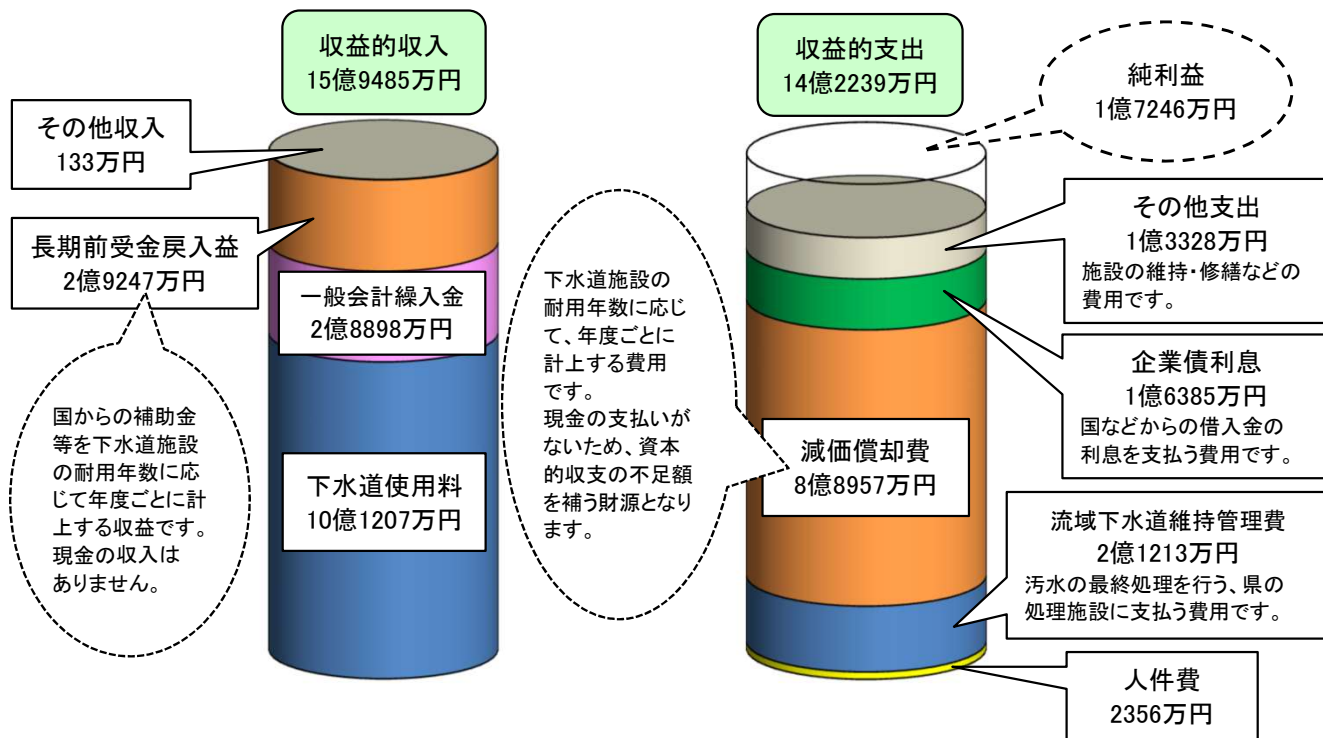 収益的収入
15億9485万円
その他収入
133万円
長期前受金戻入益
2億9247万円
国からの補助金
等を下水道施設
の耐用年数に応
じて年度ごとに計
上する収益です。
現金の収入は
ありません。
一般会計繰入金
2億8898万円
下水道使用料
10億1207万円
収益的支出
14億2239万円
純利益
1億7246万円
その他支出
1億3328万円
施設の維持・修繕などの
費用です。
企業債利息
1億6385万円
国などからの借入金の
利息を支払う費用です。
下水道施設の
耐用年数に応じ
て、年度ごとに
計上する費用
です。
現金の支払いが
ないため、資本
的収支の不足額
を補う財源となり
ます。
減価償却費
8億8957万円
流域下水道維持管理費
2億1213万円
汚水の最終処理を行う、県の
処理施設に支払う費用です。
人件費
2356万円